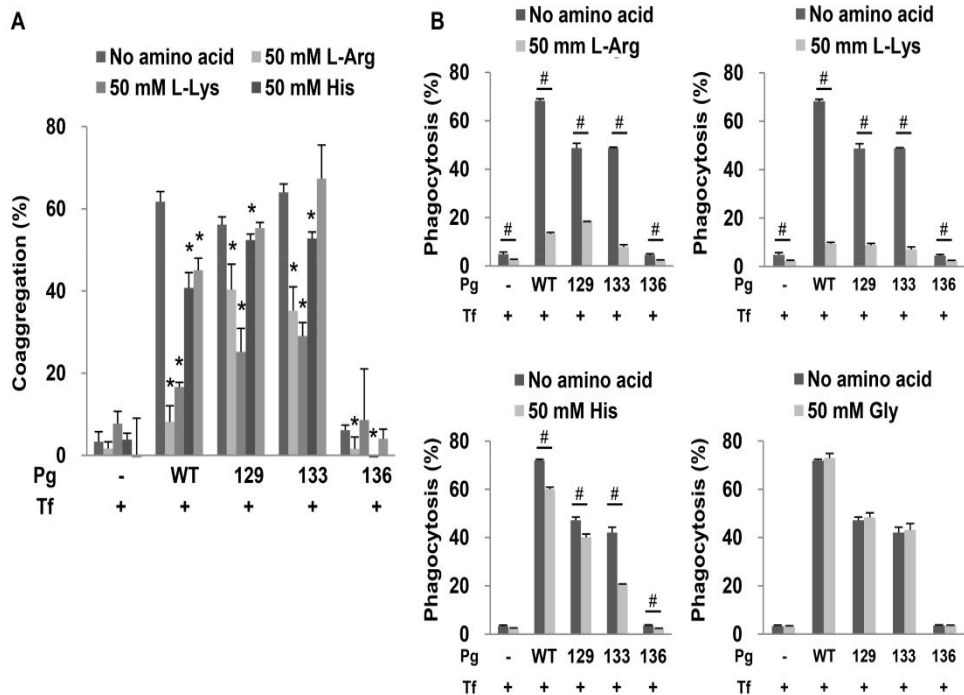 A
No amino acid
50 mM L-Arg
50 mM L-Lys
50 mM His
Coaggregation (%)
80
60
40
20
0
* * * * * * * * * * * *
Pg - WT 129 133 136
Tf + + + + +
B
No amino acid
50 mm L-Arg
Phagocytosis (%)
80
60
40
20
0
# # # # #
Pg - WT 129 133 136
Tf + + + + +
No amino acid
50 mm L-Lys
Phagocytosis (%)
80
60
40
20
0
# # # # #
Pg - WT 129 133 136
Tf + + + + +
No amino acid
50 mM His
Phagocytosis (%)
80
60
40
20
0
# # # #
Pg - WT 129 133 136
Tf + + + + +
No amino acid
50 mM Gly
Phagocytosis (%)
80
60
40
20
0
Pg - WT 129 133 136
Tf + + + + +